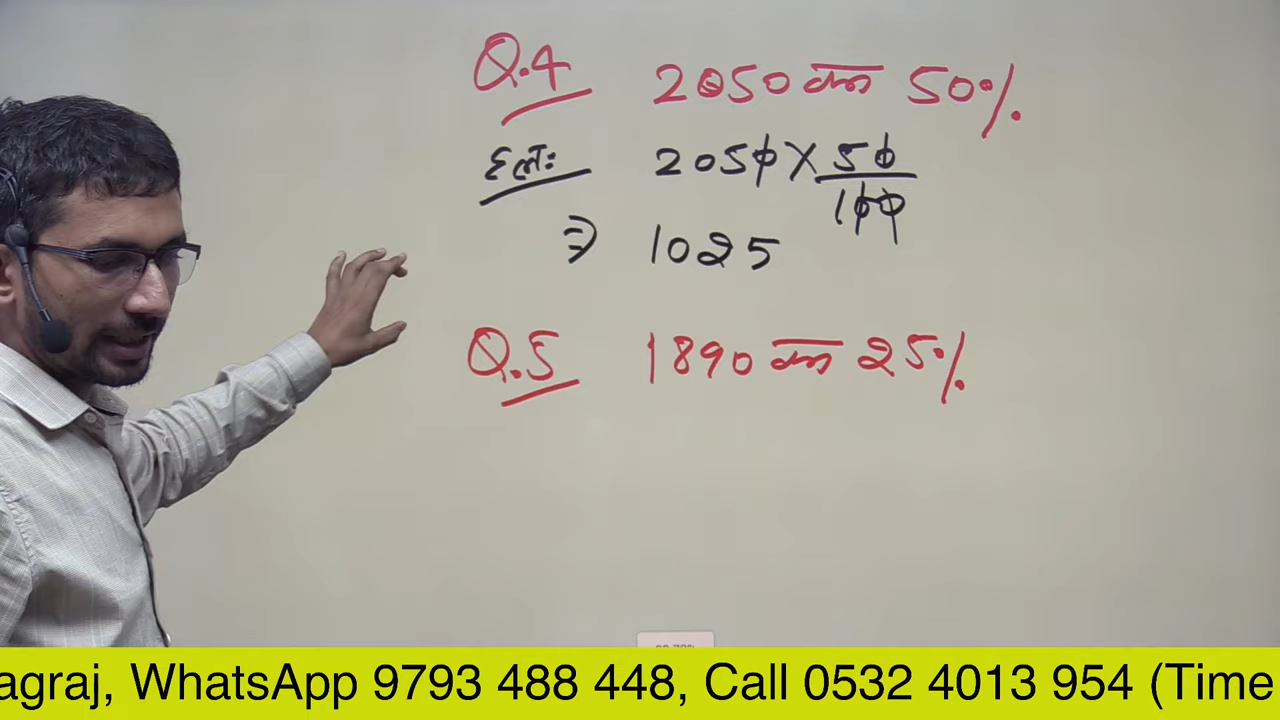 Q.4 2050 का 50%
हलः 2050 X 50/100
⇒ 1025
Q.5 1890 का 25%
agraj, WhatsApp 9793 488 448, Call 0532 4013 954 (Time